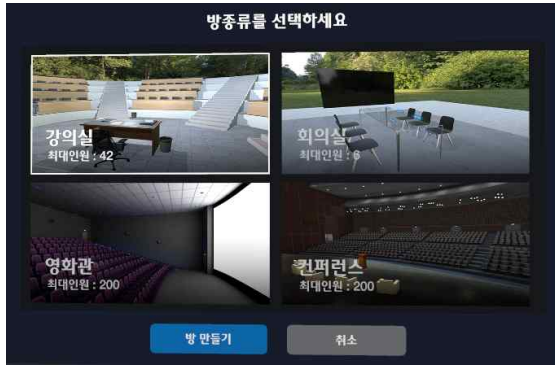 방종류를 선택하세요
강의실
최대인원 : 42
회의실
최대인원 : 6
영화관
최대인원 : 200
컨퍼런스
최대인원 : 200
방 만들기
취소